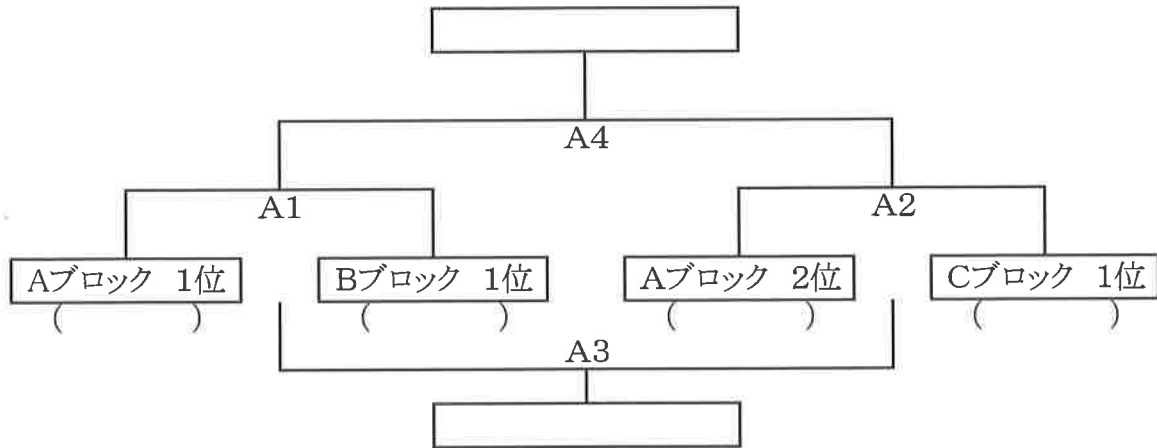 A4
A1
A2
Aブロック 1位
Bブロック 1位
Aブロック 2位
Cブロック 1位
( )
( )
( )
( )
A3